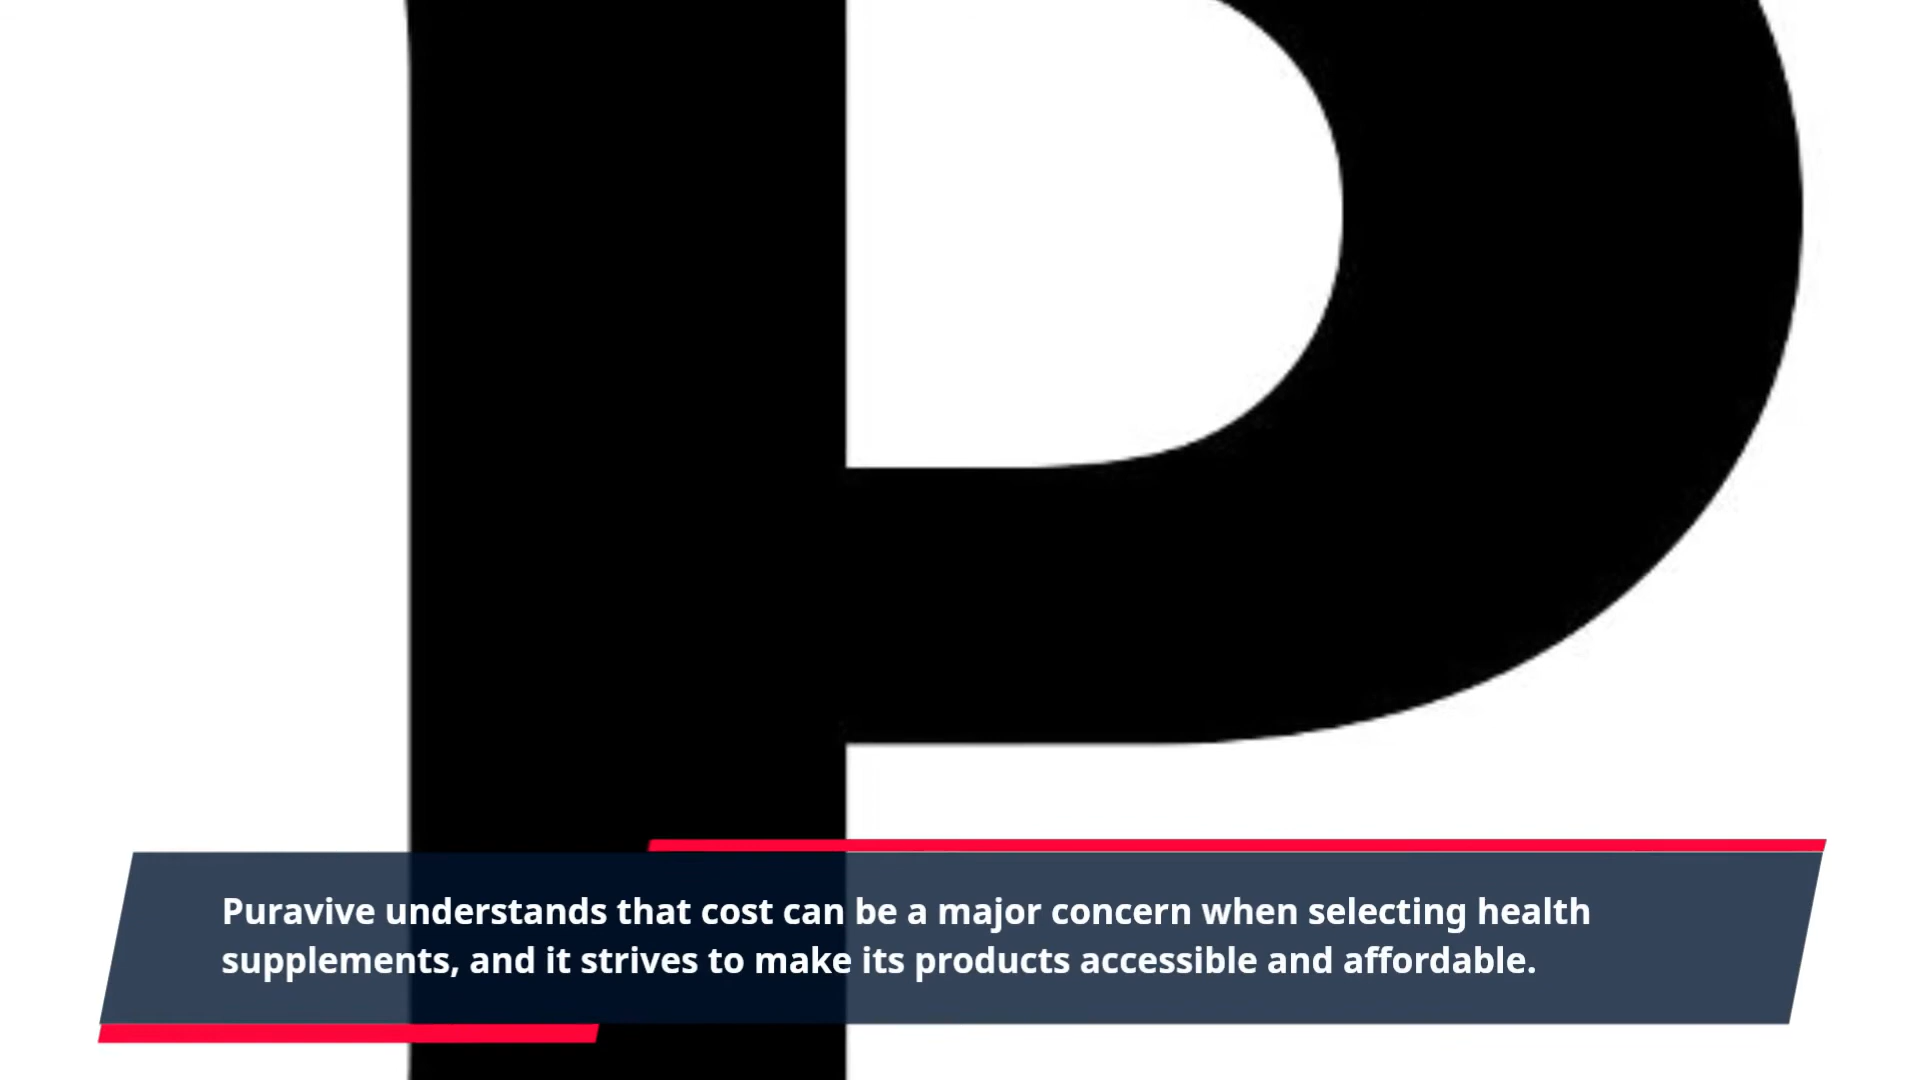 P
Puravive understands that cost can be a major concern when selecting health
supplements, and it strives to make its products accessible and affordable.